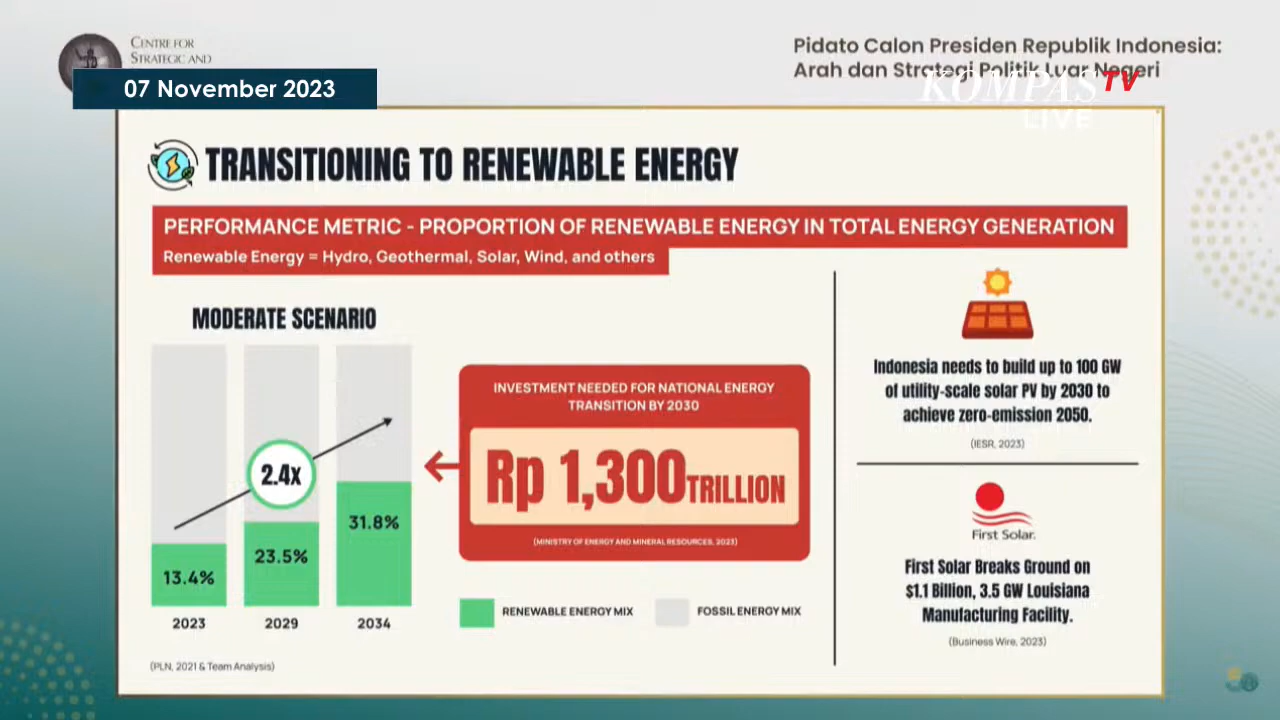 CENTRE FOR
STRATEGIC AND
07 November 2023
Pidato Calon Presiden Republik Indonesia:
Arah dan Strategi Politik Luar Negeri
KOMPAS TV
LIVE
TRANSITIONING TO RENEWABLE ENERGY
PERFORMANCE METRIC - PROPORTION OF RENEWABLE ENERGY IN TOTAL ENERGY GENERATION
Renewable Energy = Hydro, Geothermal, Solar, Wind, and others
MODERATE SCENARIO
2.4x
13.4%
23.5%
31.8%
2023
2029
2034
(PLN, 2021 & Team Analysis)
INVESTMENT NEEDED FOR NATIONAL ENERGY
TRANSITION BY 2030
Rp 1,300 TRILLION
(MINISTRY OF ENERGY AND MINERAL RESOURCES, 2023)
RENEWABLE ENERGY MIX
FOSSIL ENERGY MIX
Indonesia needs to build up to 100 GW
of utility-scale solar PV by 2030 to
achieve zero-emission 2050.
(IESR, 2023)
First Solar.
First Solar Breaks Ground on
$1.1 Billion, 3.5 GW Louisiana
Manufacturing Facility.
(Business Wire, 2023)